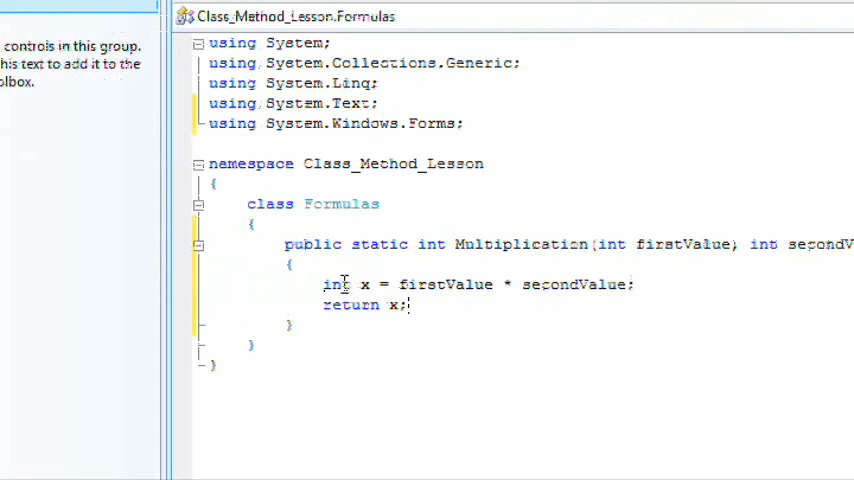 Class_Method_Lesson.Formulas
controls in this group.
his text to add it to the
olbox.
using System;
using System.Collections.Generic;
using System.Linq;
using System.Text;
using System.Windows.Forms;
namespace Class_Method_Lesson
{
class Formulas
{
public static int Multiplication(int firstValue, int secondV
{
int x = firstValue * secondValue;
return x;
}
}
}